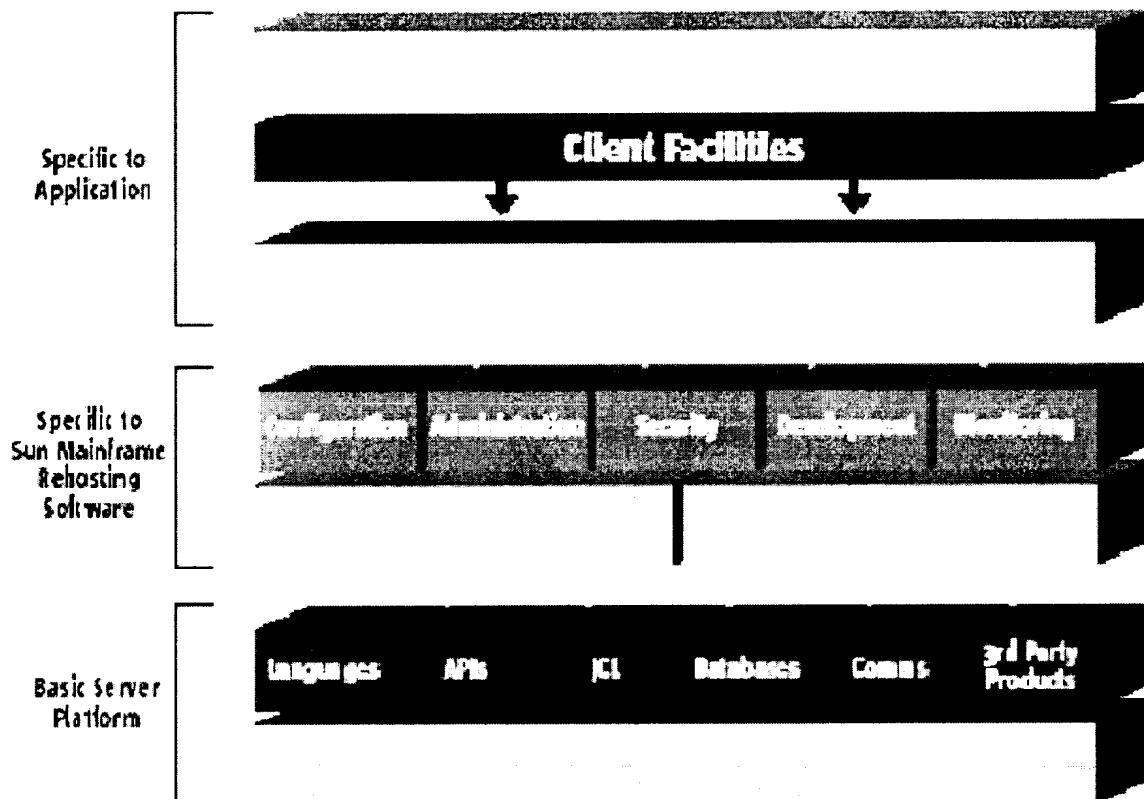 Client Facilities
Specific to
Application
Configuration Administration Security Development Monitoring
Specific to
Sun Mainframe
Rehosting
Software
Languages APIs JCL Databases Comms 3rd Party
Products
Basic Server
Platform